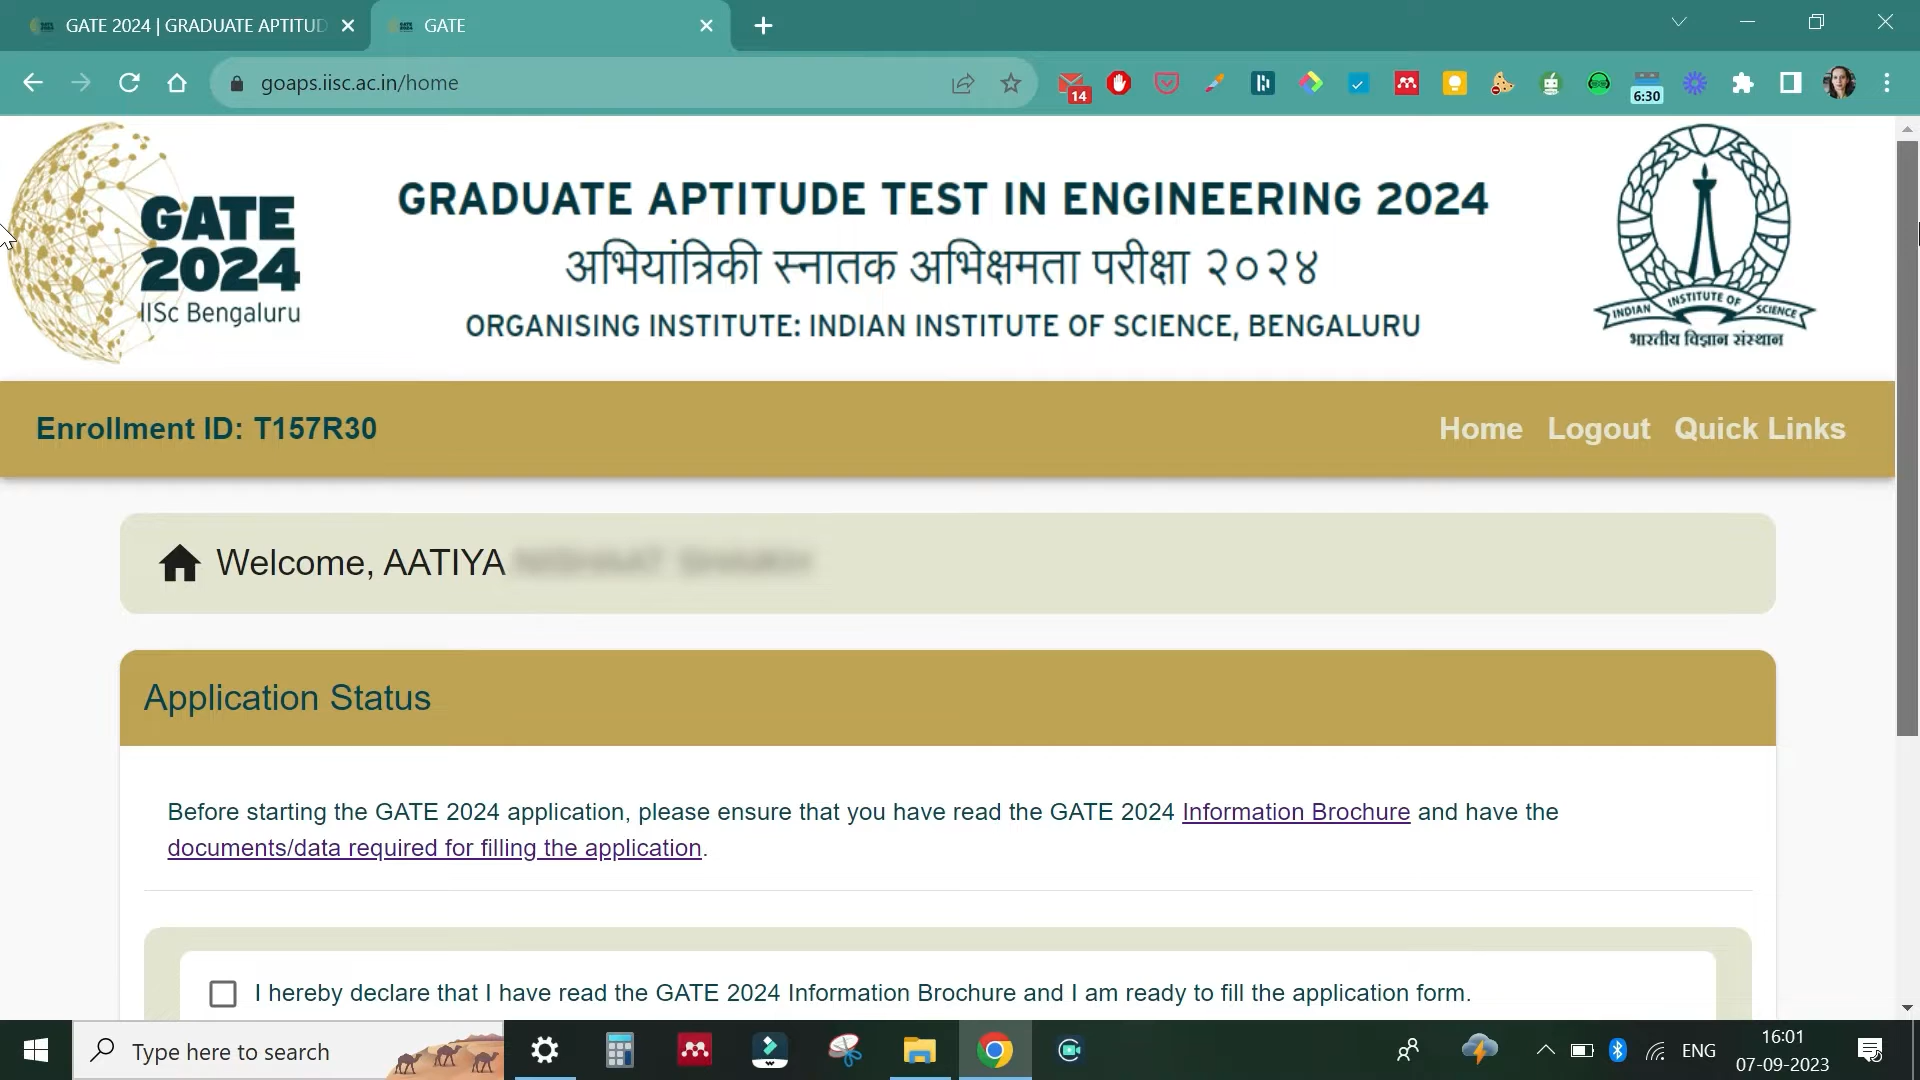 GATE 2024 | GRADUATE APTITUD
GATE
goaps.iisc.ac.in/home
14
6:30
GATE
2024
IISc Bengaluru
GRADUATE APTITUDE TEST IN ENGINEERING 2024
अभियांत्रिकी स्नातक अभिक्षमता परीक्षा २०२४
ORGANISING INSTITUTE: INDIAN INSTITUTE OF SCIENCE, BENGALURU
INDIAN INSTITUTE OF SCIENCE
भारतीय विज्ञान संस्थान
Enrollment ID: T157R30
Home Logout Quick Links
Welcome, AATIYA
Application Status
Before starting the GATE 2024 application, please ensure that you have read the GATE 2024 Information Brochure and have the
documents/data required for filling the application.
I hereby declare that I have read the GATE 2024 Information Brochure and I am ready to fill the application form.
Type here to search
ENG
16:01
07-09-2023